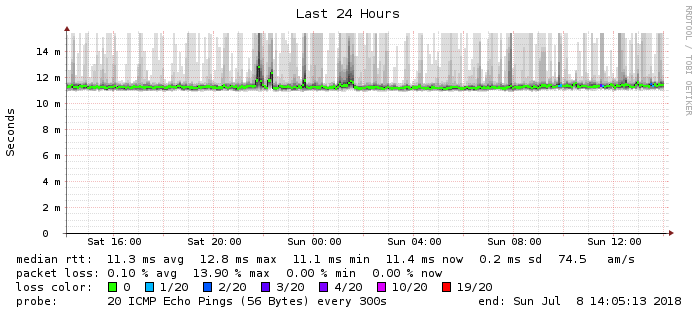 Last 24 Hours
RRDTOOL / TOBI OETIKER
Seconds
14 m
12 m
10 m
8 m
6 m
4 m
2 m
0
Sat 16:00 Sat 20:00 Sun 00:00 Sun 04:00 Sun 08:00 Sun 12:00
median rtt: 11.3 ms avg 12.8 ms max 11.1 ms min 11.4 ms now 0.2 ms sd 74.5 am/s
packet loss: 0.10 % avg 13.90 % max 0.00 % min 0.00 % now
loss color: 0 1/20 2/20 3/20 4/20 10/20 19/20
probe: 20 ICMP Echo Pings (56 Bytes) every 300s end: Sun Jul 8 14:05:13 2018